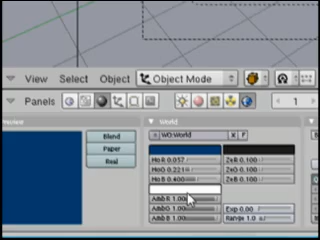 View Select Object Object Mode
Panels 1
Preview World
Blend WO:World X F
Paper
Real HoR 0.057 ZeR 0.100
HoG 0.221 ZeG 0.100
HoB 0.400 ZeB 0.100
AmbR 1.00
AmbG 1.00 Exp 0.00
AmbB 1.00 Range 1.0